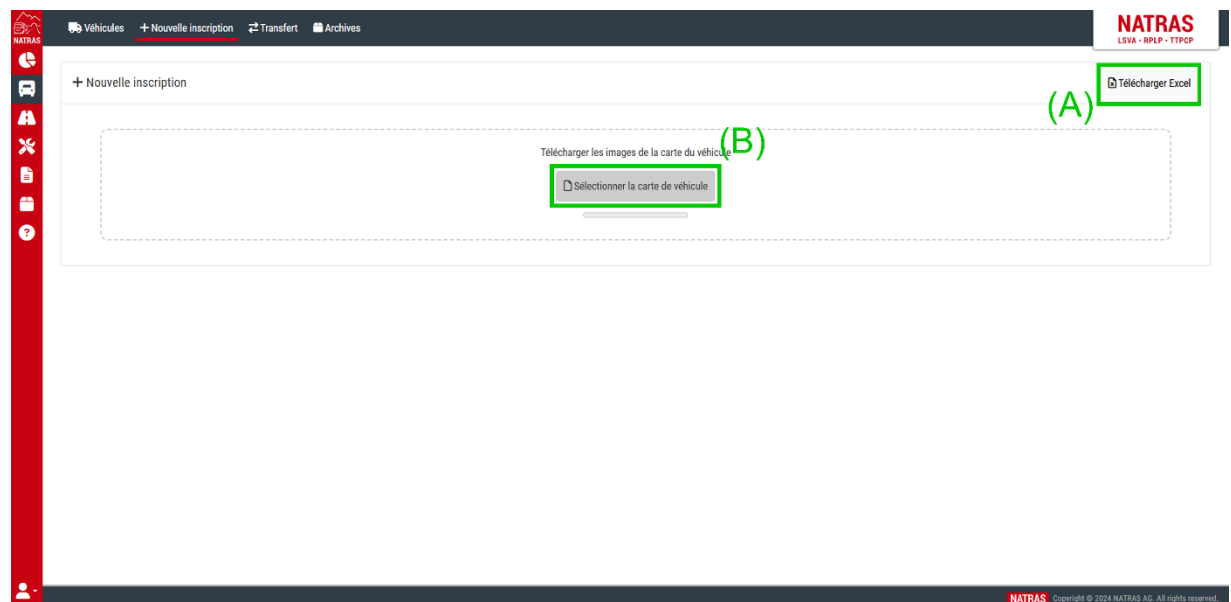 NATRAS
Véhicules
+ Nouvelle inscription
Transfert
Archives
NATRAS
LSVA • RPLP • TTPCP
+ Nouvelle inscription
Télécharger Excel
(A)
(B)
Télécharger les images de la carte du véhicule
Sélectionner la carte de véhicule
NATRAS Copyright © 2024 NATRAS AG. All rights reserved.